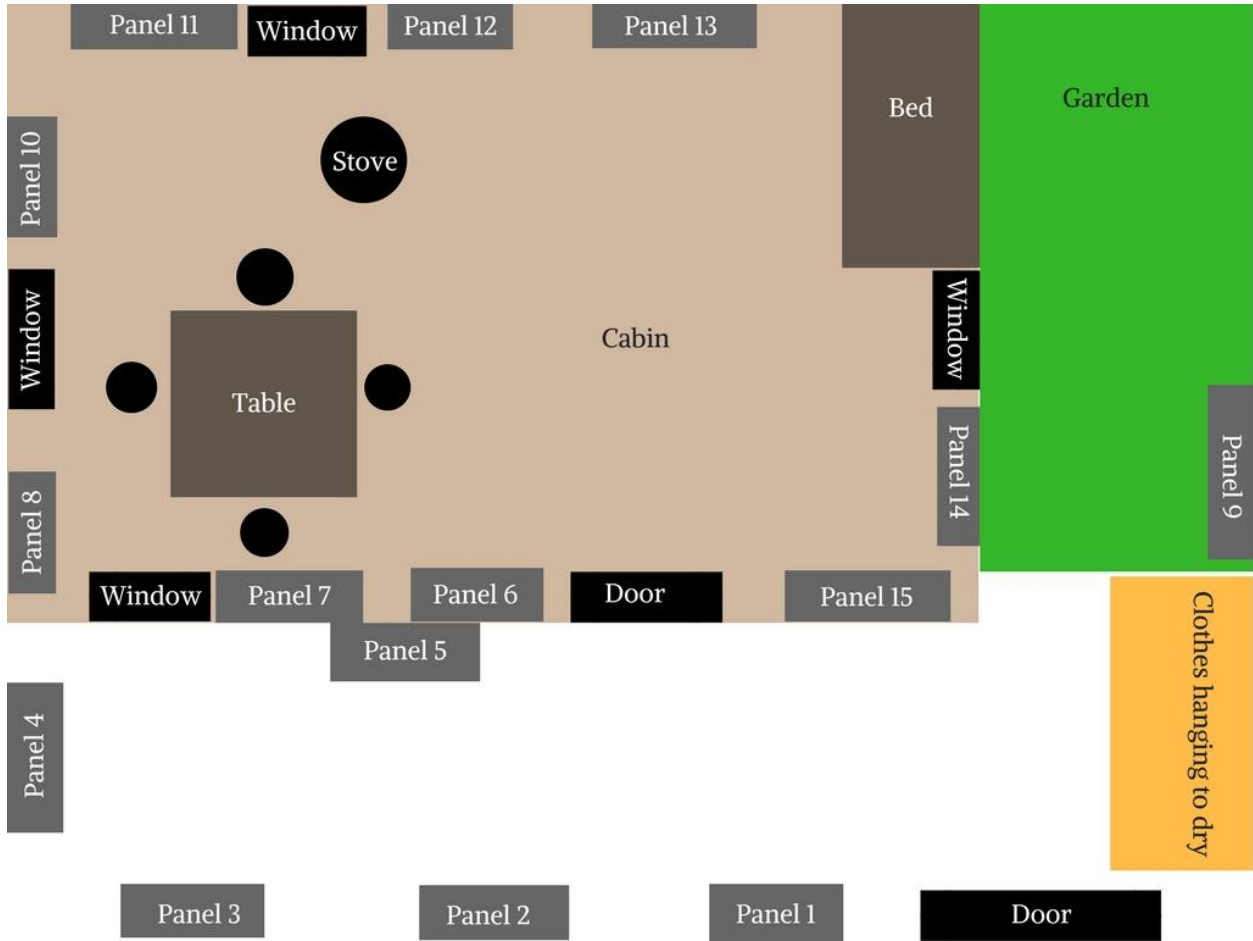 Panel 11
Window
Panel 12
Panel 13
Bed
Garden
Panel 10
Stove
Window
Cabin
Window
Table
Panel 8
Panel 14
Panel 9
Window
Panel 7
Panel 6
Door
Panel 15
Panel 5
Clothes hanging to dry
Panel 4
Panel 3
Panel 2
Panel 1
Door